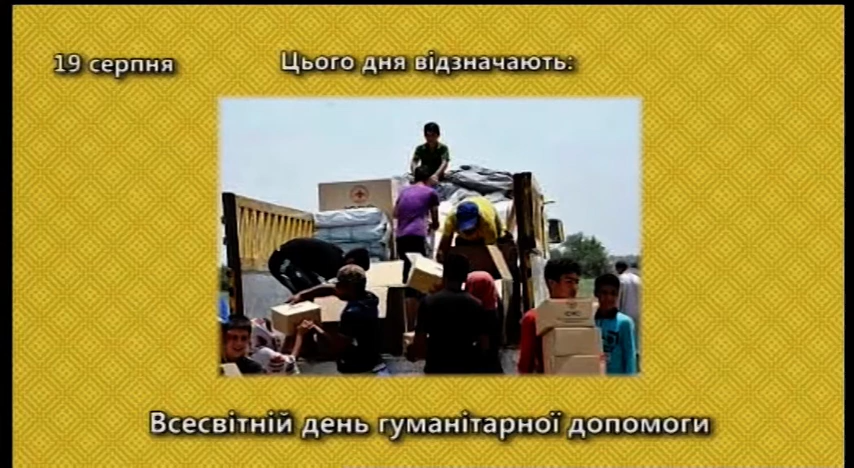 19 серпня
Цього дня відзначають:
Всесвітній день гуманітарної допомоги